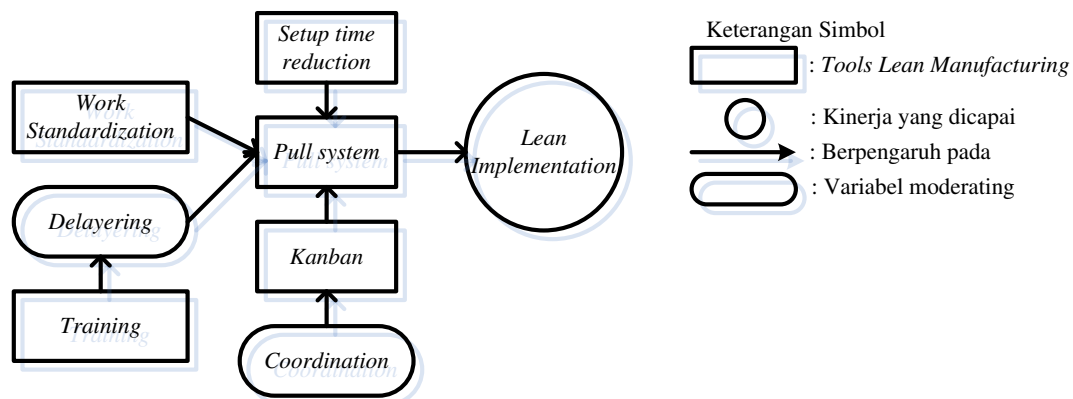 Setup time
reduction
Work
Standardization
Pull system
Lean
Implementation
Delayering
Kanban
Training
Coordination
Keterangan Simbol
: Tools Lean Manufacturing
: Kinerja yang dicapai
: Berpengaruh pada
: Variabel moderating